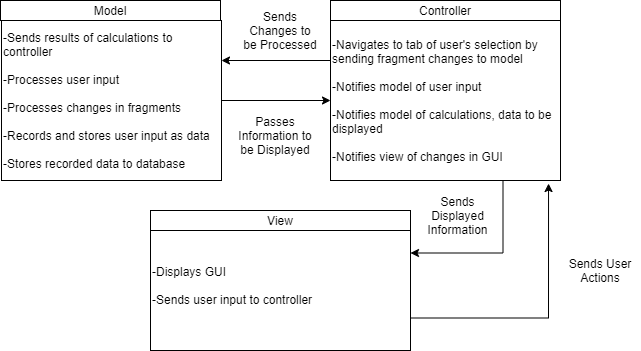 Model
-Sends results of calculations to
controller
-Processes user input
-Processes changes in fragments
-Records and stores user input as data
-Stores recorded data to database
Sends
Changes to
be Processed
Passes
Information to
be Displayed
Controller
-Navigates to tab of user's selection by
sending fragment changes to model
-Notifies model of user input
-Notifies model of calculations, data to be
displayed
-Notifies view of changes in GUI
Sends
Displayed
Information
Sends User
Actions
View
-Displays GUI
-Sends user input to controller